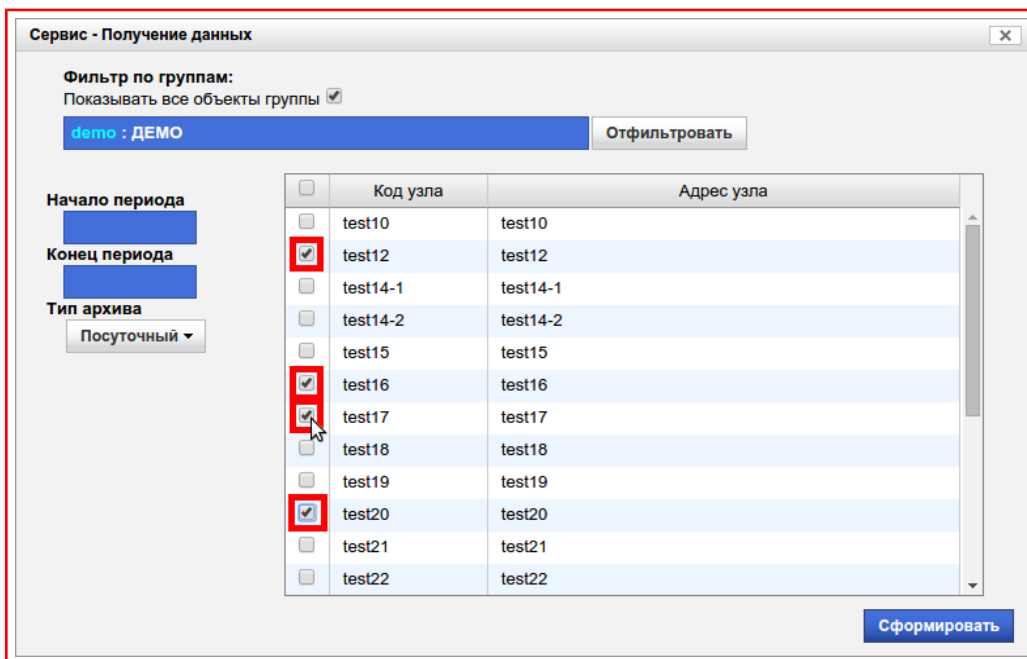 Сервис - Получение данных
Фильтр по группам:
Показывать все объекты группы
demo : ДЕМО
Отфильтровать
Начало периода
Конец периода
Тип архива
Посуточный
Код узла Адрес узла
test10 test10
test12 test12
test14-1 test14-1
test14-2 test14-2
test15 test15
test16 test16
test17 test17
test18 test18
test19 test19
test20 test20
test21 test21
test22 test22
Сформировать